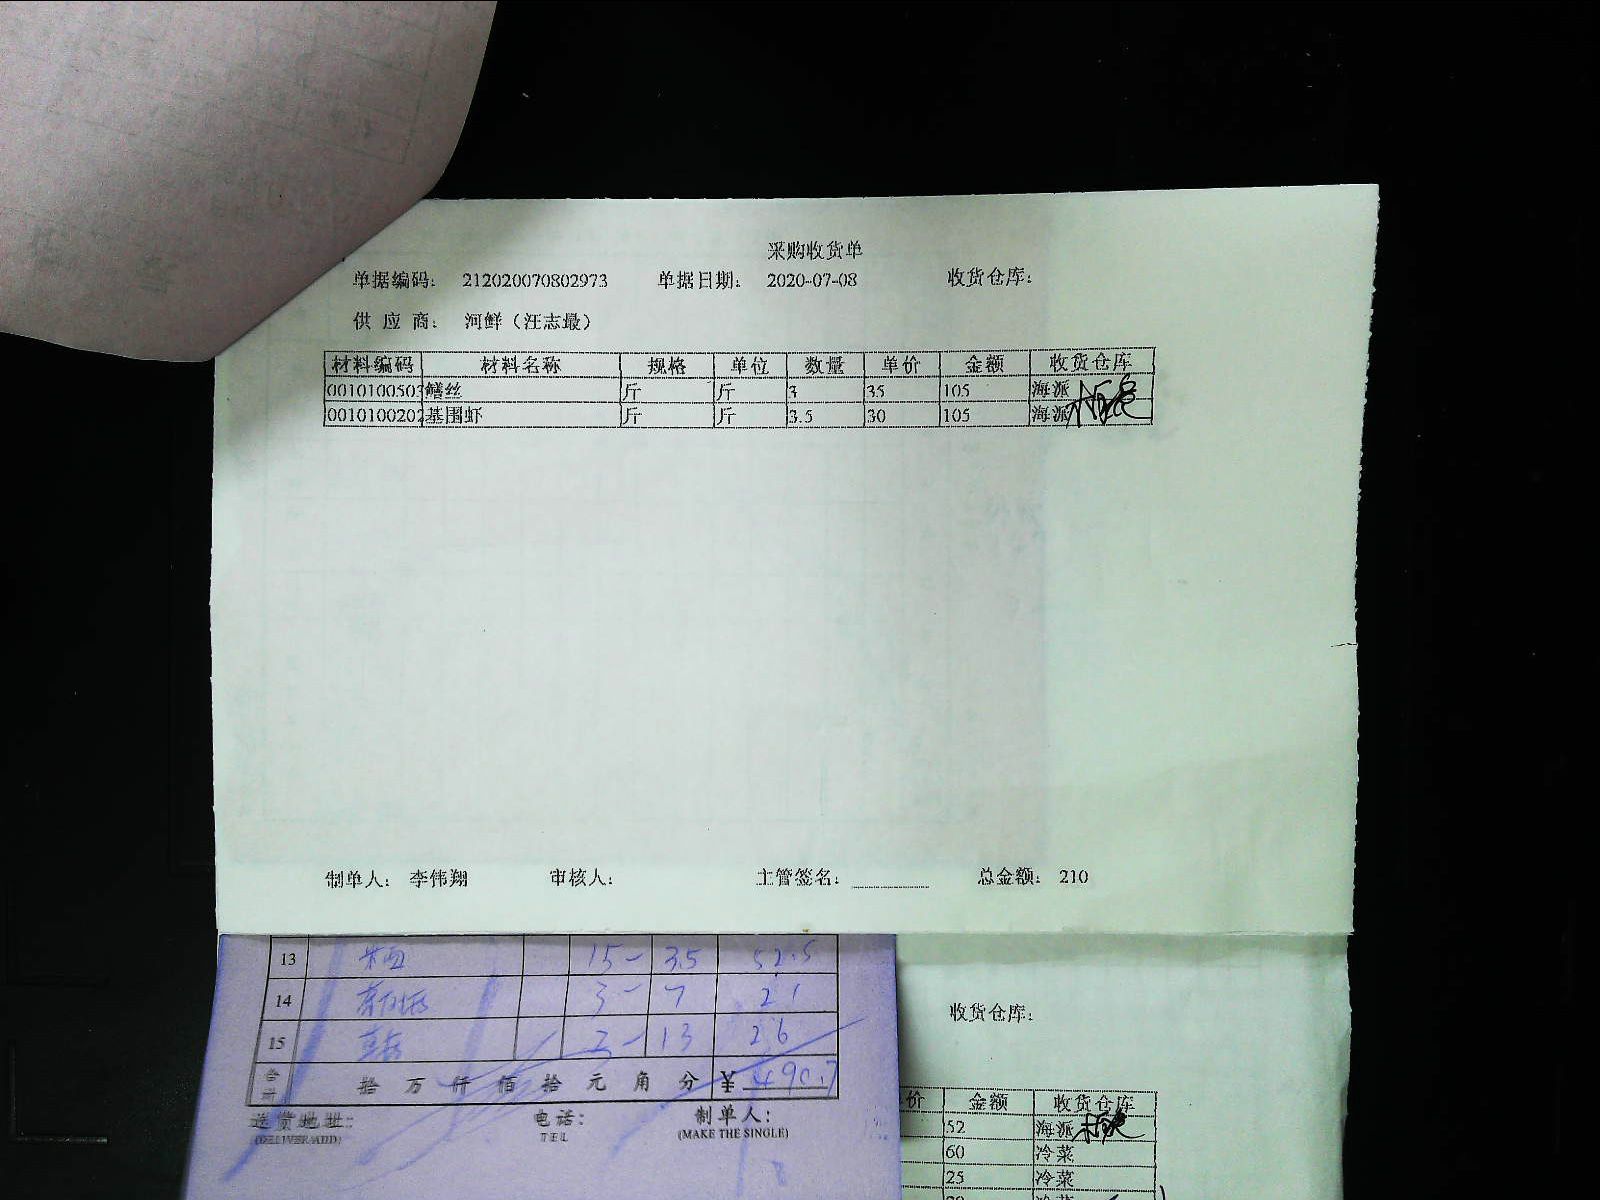 采购收货单
单据编码： 212020070802973 单据日期： 2020-07-08 收货仓库：
供 应 商： 河鲜（汪志最）
材料编码 材料名称 规格 单位 数量 单价 金额 收货仓库
0010100503 鳝丝 斤 斤 3 35 105 海派
0010100202 基围虾 斤 斤 3.5 30 105 海派
制单人： 李伟翔 审核人： 主管签名： 总金额： 210
13 15 35 52.5
14 3 7 21
15 2 13 26
合计 拾 万 仟 佰 拾 元 角 分 ¥ 490.7
送货地址： 电话： 制单人：
(DELIVER ADD) TEL (MAKE THE SINGLE)
收货仓库：
价 金额 收货仓库
52 海派
60 冷菜
25 冷菜